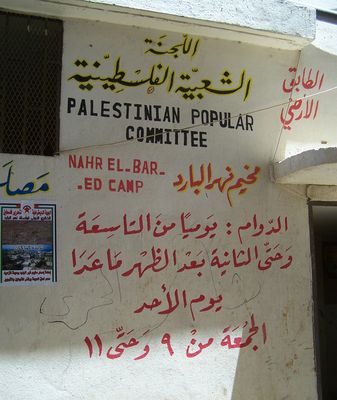 اللجنة
الشعبية الفلسطينية
PALESTINIAN POPULAR
COMMITTEE
الطابق
الأرضي
NAHR EL-BAR-
-ED CAMP
مخيم نهر البارد
الدوام : يوميًا من التاسعة
وحتى الثانية بعد الظهر ما عدا
يوم الأحد
الجمعة من ٩ وحتى ١١